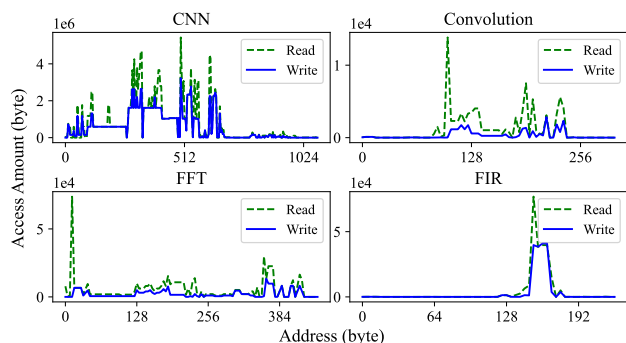 CNN
1e6
6
4
2
0
0
512
1024
Read
Write
Convolution
1e4
1
0
0
128
256
Read
Write
FFT
1e4
5
0
0
128
256
384
Read
Write
FIR
1e4
5
0
0
64
128
192
Read
Write
Access Amount (byte)
Address (byte)